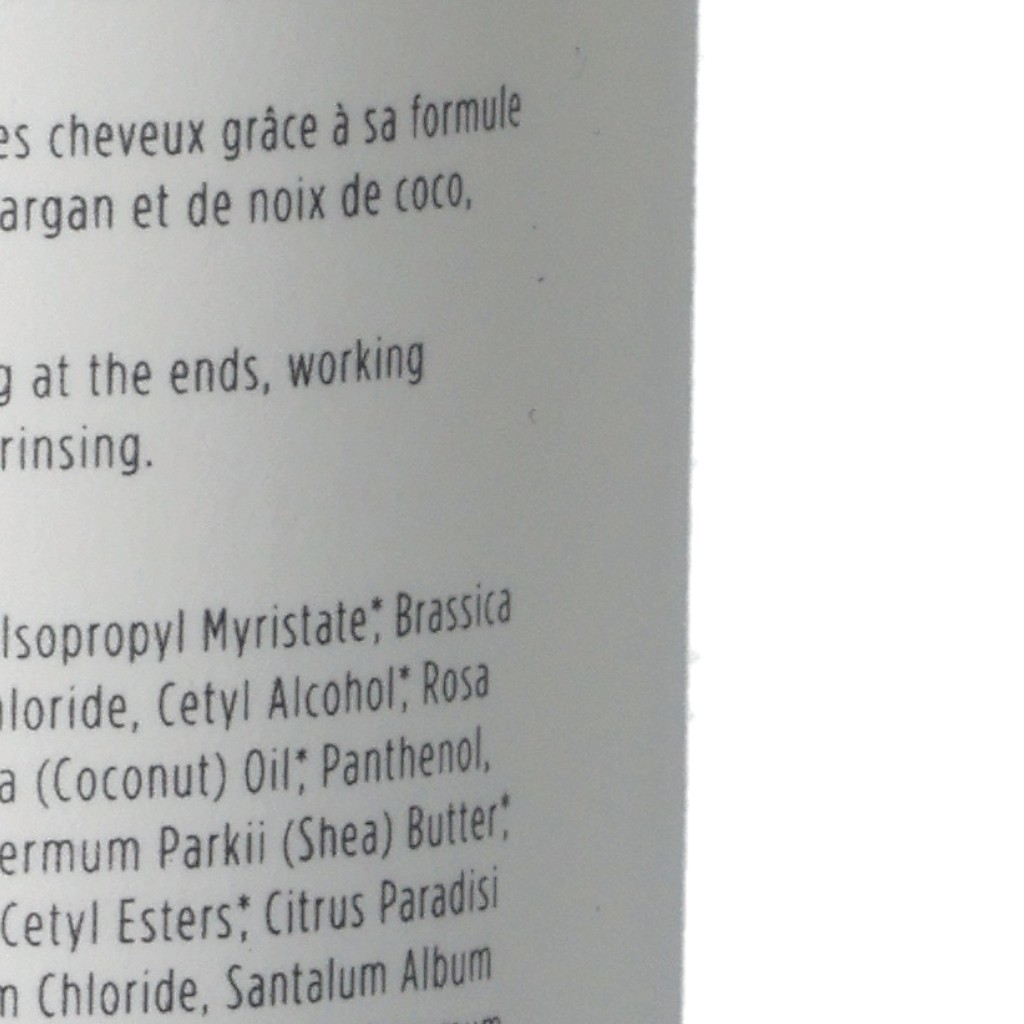 es cheveux grâce à sa formule
argan et de noix de coco,
g at the ends, working
rinsing.
Isopropyl Myristate*, Brassica
loride, Cetyl Alcohol*, Rosa
a (Coconut) Oil*, Panthenol,
ermum Parkii (Shea) Butter*,
Cetyl Esters*, Citrus Paradisi
m Chloride, Santalum Album